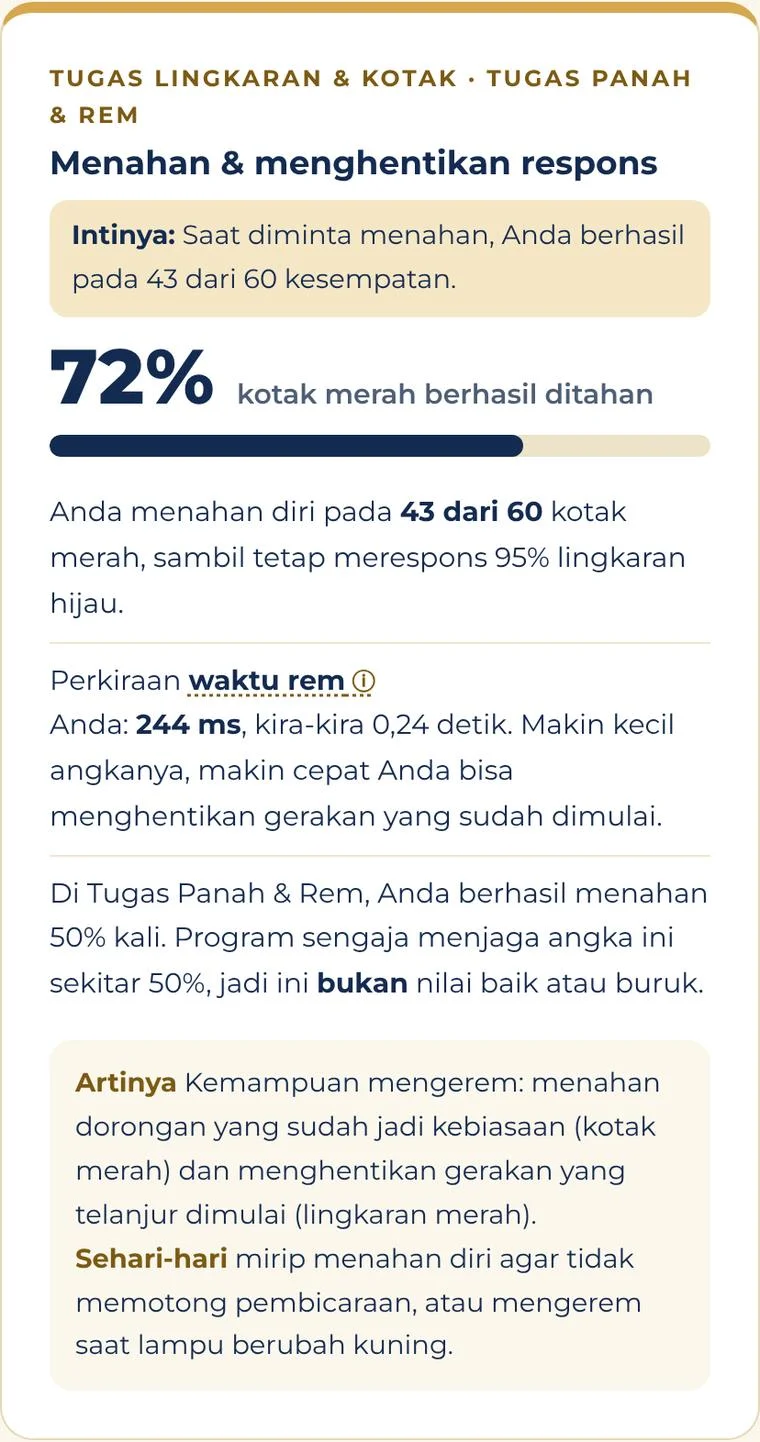 TUGAS LINGKARAN & KOTAK · TUGAS PANAH
& REM
Menahan & menghentikan respons
Intinya: Saat diminta menahan, Anda berhasil
pada 43 dari 60 kesempatan.
72% kotak merah berhasil ditahan
Anda menahan diri pada 43 dari 60 kotak
merah, sambil tetap merespons 95% lingkaran
hijau.
Perkiraan waktu rem ⓘ
Anda: 244 ms, kira-kira 0,24 detik. Makin kecil
angkanya, makin cepat Anda bisa
menghentikan gerakan yang sudah dimulai.
Di Tugas Panah & Rem, Anda berhasil menahan
50% kali. Program sengaja menjaga angka ini
sekitar 50%, jadi ini bukan nilai baik atau buruk.
Artinya Kemampuan mengerem: menahan
dorongan yang sudah jadi kebiasaan (kotak
merah) dan menghentikan gerakan yang
telanjur dimulai (lingkaran merah).
Sehari-hari mirip menahan diri agar tidak
memotong pembicaraan, atau mengerem
saat lampu berubah kuning.